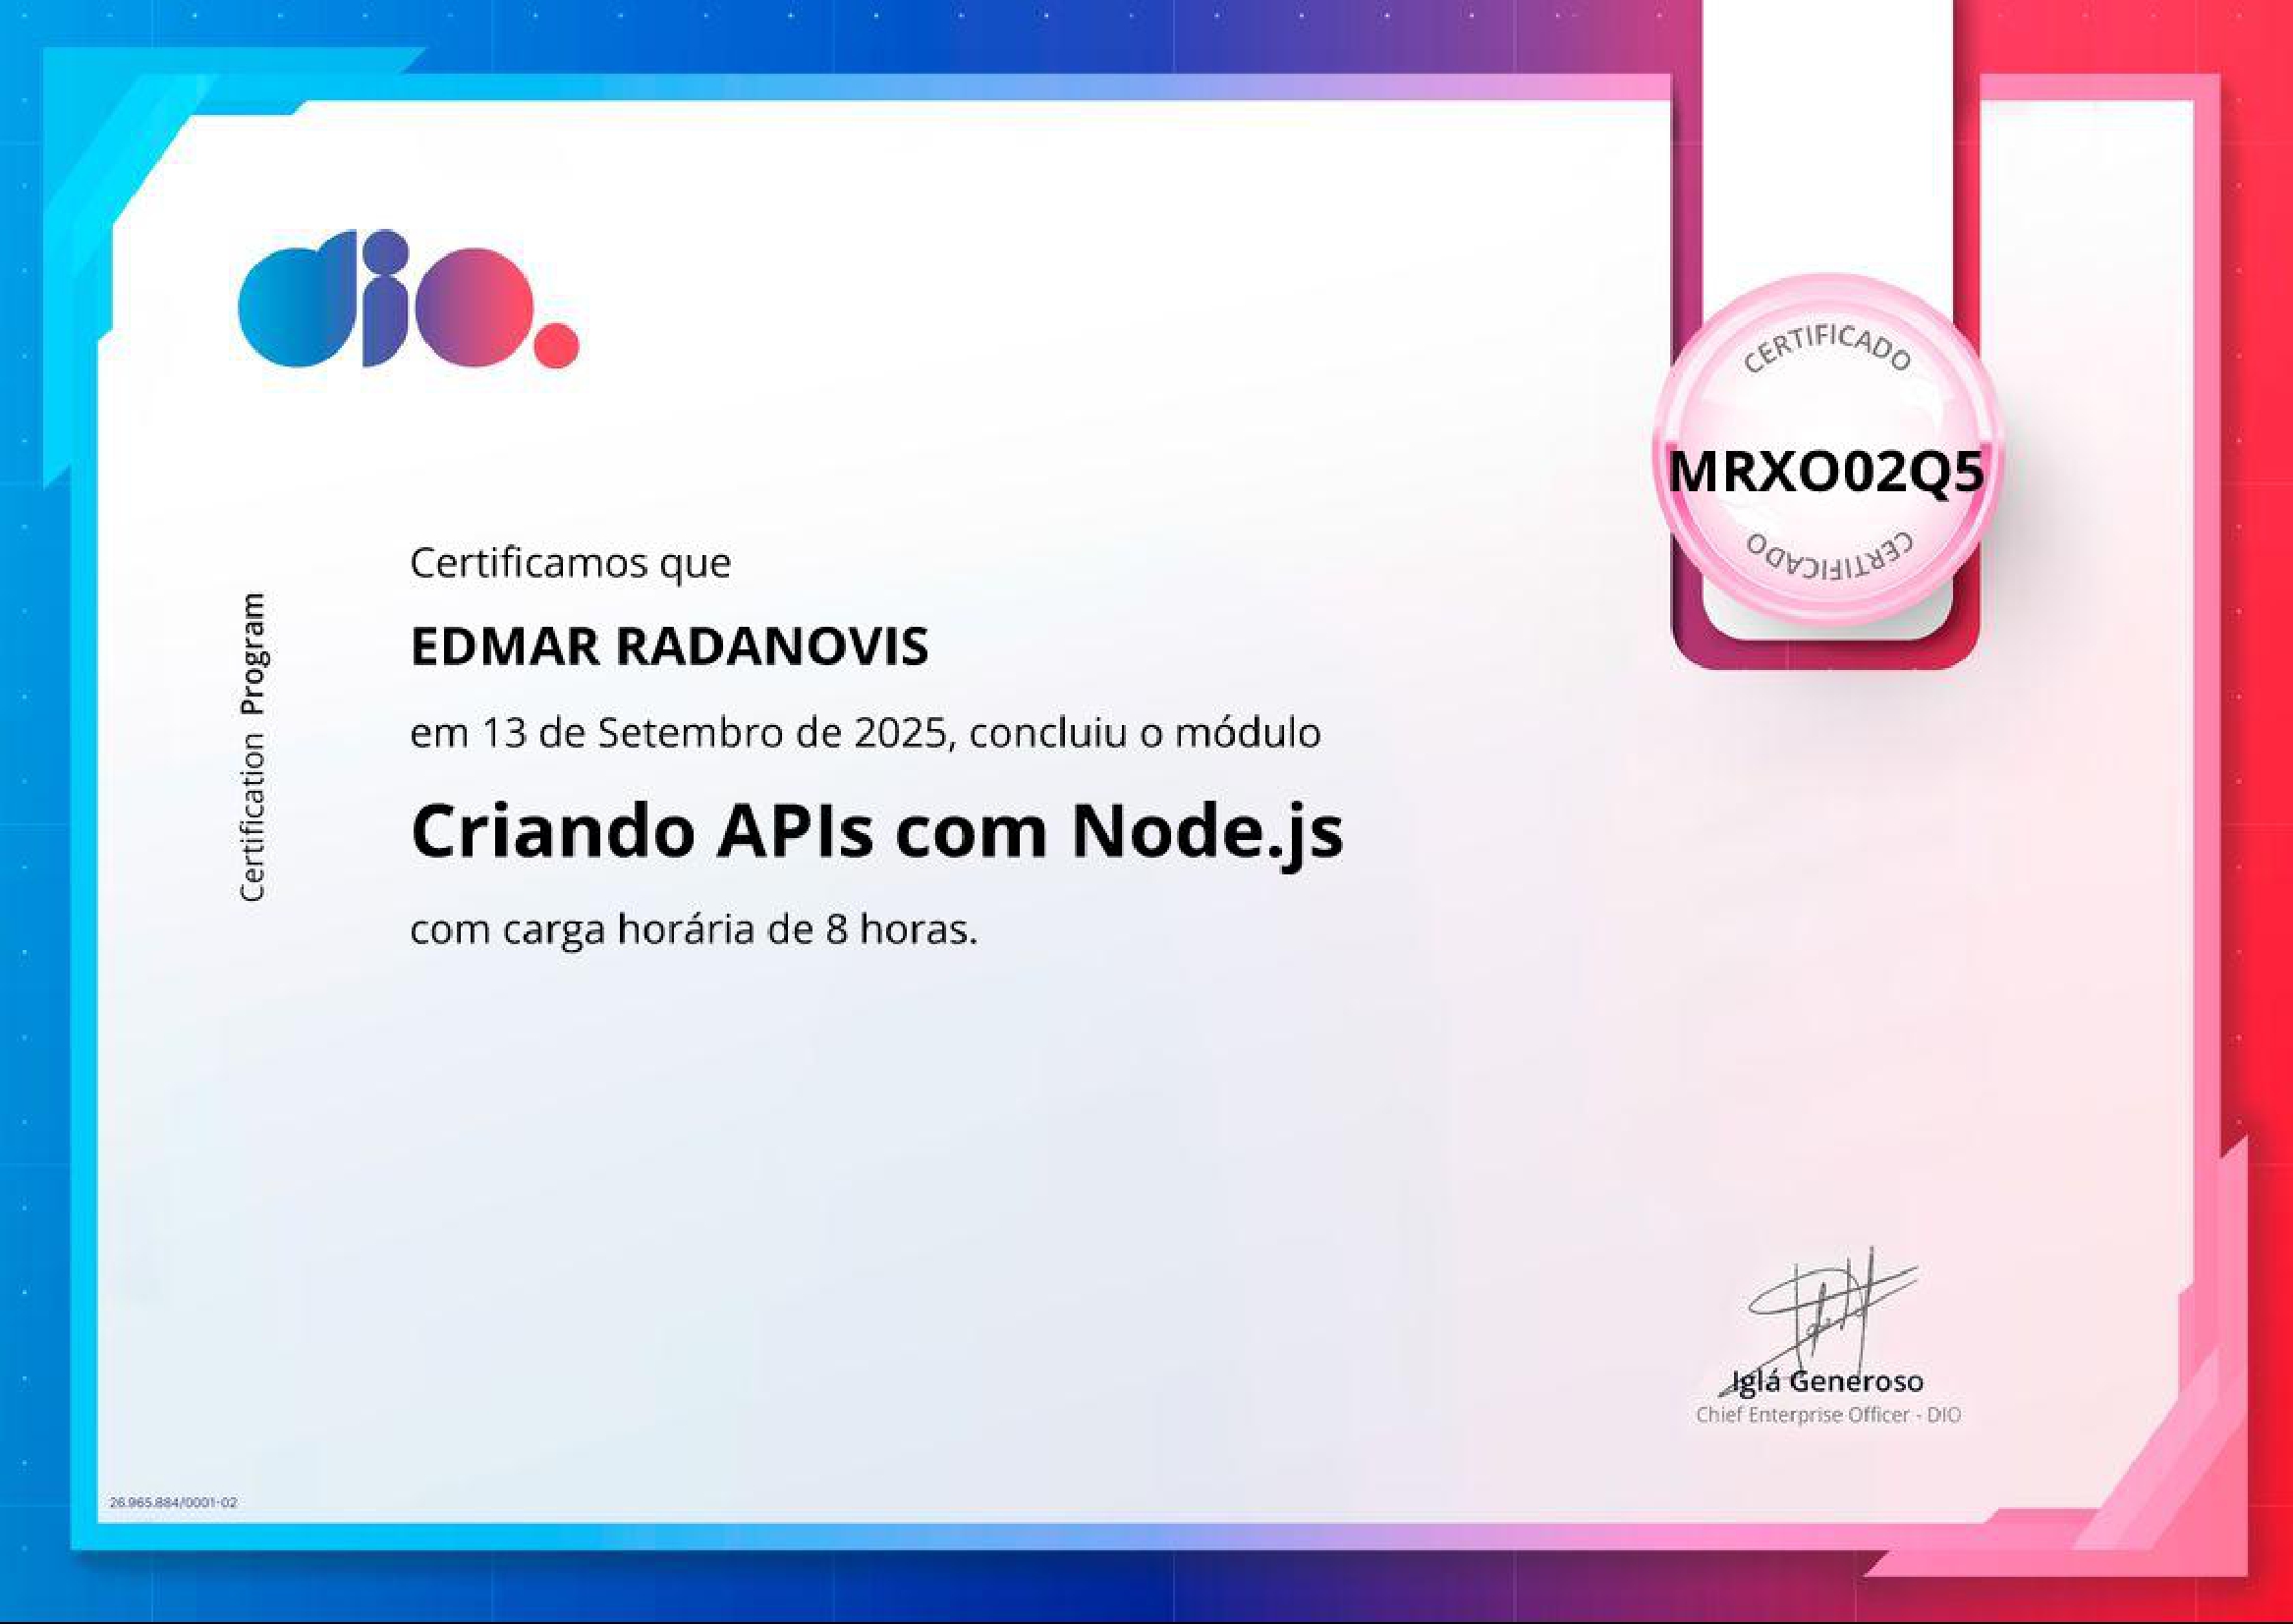 dio.
CERTIFICADO
MRXO02Q5
CERTIFICADO
Certification Program
Certificamos que
EDMAR RADANOVIS
em 13 de Setembro de 2025, concluiu o módulo
Criando APIs com Node.js
com carga horária de 8 horas.
Iglá Generoso
Chief Enterprise Officer - DIO
26.965.884/0001-02